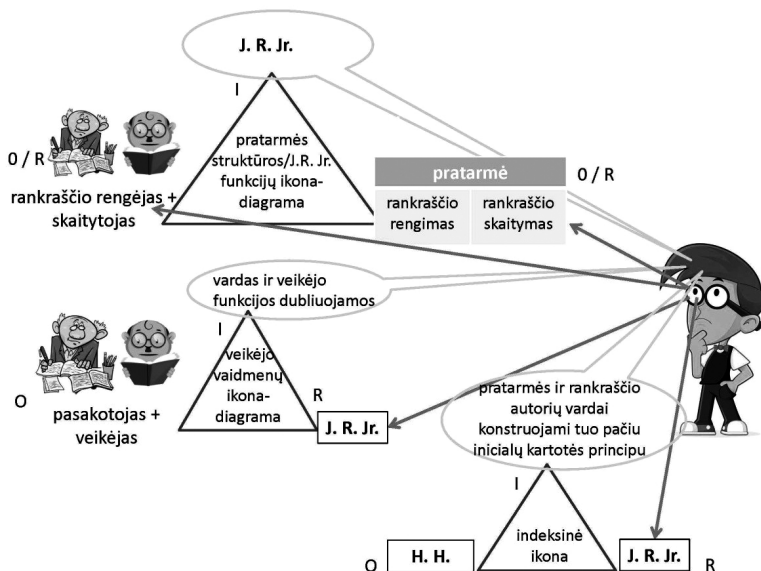 J. R. Jr.
I
pratarmės
struktūros/J.R. Jr.
funkcijų ikona-
diagrama
0 / R
rankraščio rengėjas +
skaitytojas
pratarmė
0 / R
rankraščio
rengimas
rankraščio
skaitymas
vardas ir veikėjo
funkcijos dubliuojamos
I
veikėjo
vaidmenų
ikona-
diagrama
R
J. R. Jr.
O
pasakotojas +
veikėjas
pratarmės ir rankraščio
autorių vardai
konstruojami tuo pačiu
inicialų kartotės principu
I
indeksinė
ikona
O
H. H.
J. R. Jr.
R